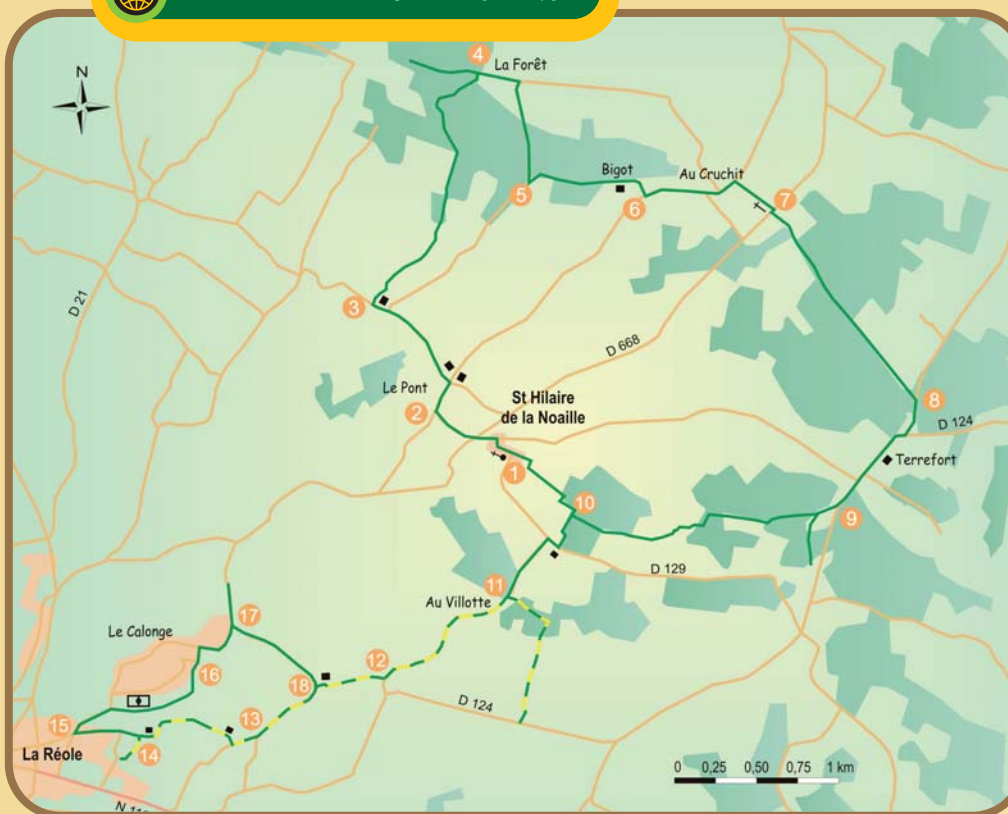 4
La Forêt
N
Bigot
Au Cruchit
5
6
7
3
D 21
D 668
Le Pont
2
St Hilaire
de la Noaille
8
D 124
1
Terrefort
10
9
D 129
11
Au Villotte
17
Le Calonge
12
16
18
D 124
15
13
14
La Réole
0 0,25 0,50 0,75 1 km